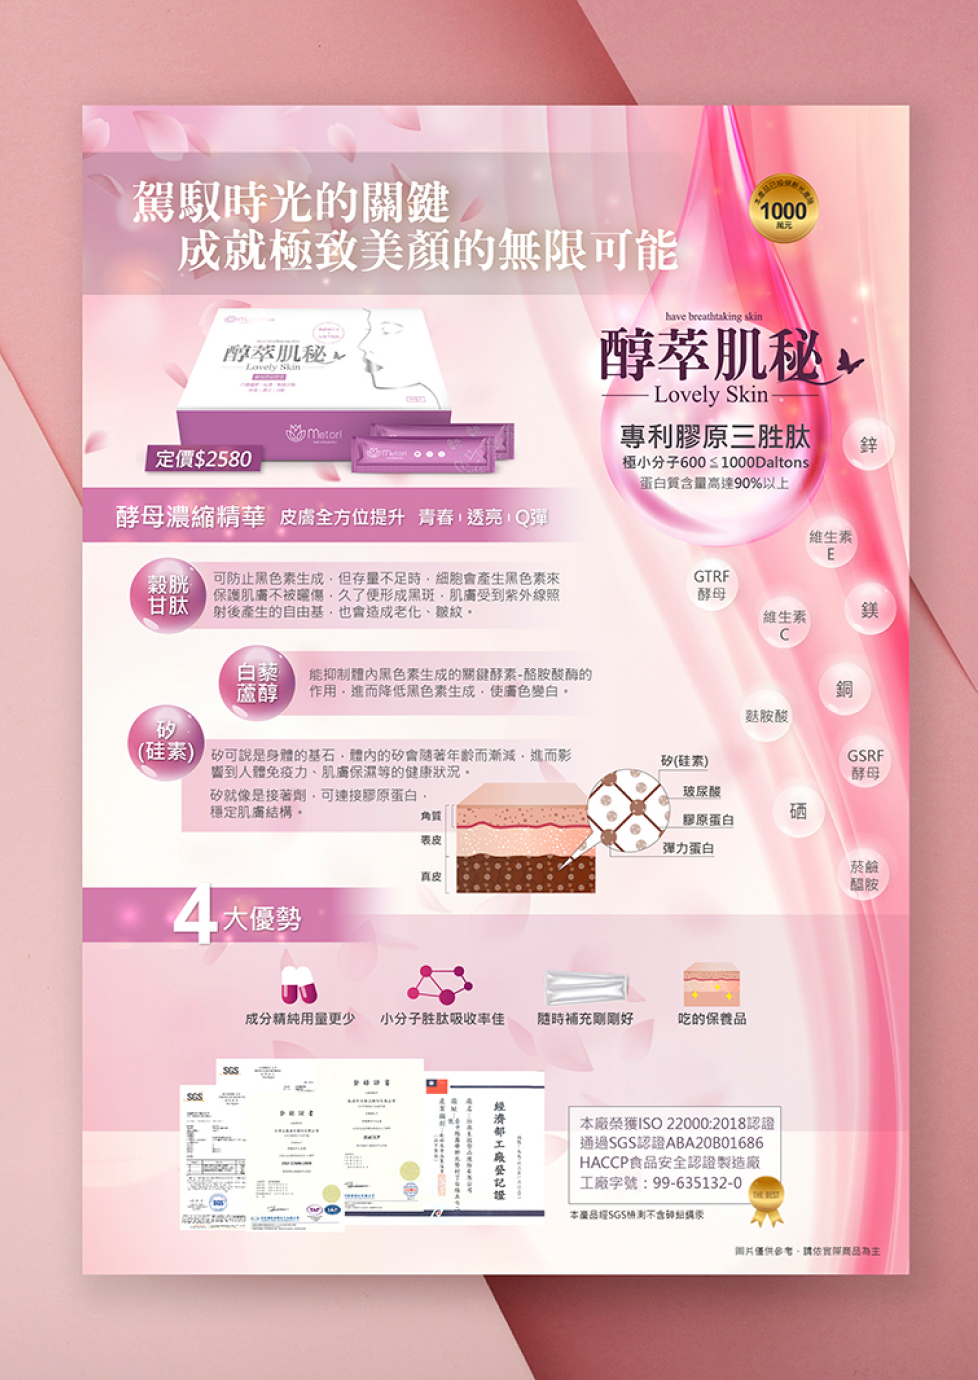 駕馭時光的關鍵
成就極致美顏的無限可能
1000
萬元
醇萃肌秘
Lovely Skin
Metori
Metori
定價$2580
have breathtaking skin
醇萃肌秘
Lovely Skin
專利膠原三胜肽
極小分子600≦1000Daltons
蛋白質含量高達90%以上
鋅
維生素
E
GTRF
酵母
維生素
C
鎂
銅
麩胺酸
GSRF
酵母
硒
菸鹼
醯胺
酵母濃縮精華 皮膚全方位提升 青春|透亮|Q彈
穀胱
甘肽
可防止黑色素生成，但存量不足時，細胞會產生黑色素來
保護肌膚不被曬傷，久了便形成黑斑，肌膚受到紫外線照
射後產生的自由基，也會造成老化、皺紋。
白藜
蘆醇
能抑制體內黑色素生成的關鍵酵素-酪胺酸酶的
作用，進而降低黑色素生成，使膚色變白。
矽
(硅素)
矽可說是身體的基石，體內的矽會隨著年齡而漸減，進而影
響到人體免疫力、肌膚保濕等的健康狀況。
矽就像是接著劑，可連接膠原蛋白，
穩定肌膚結構。
角質
表皮
真皮
矽(硅素)
玻尿酸
膠原蛋白
彈力蛋白
4大優勢
成分精純用量更少
小分子胜肽吸收率佳
隨時補充剛剛好
吃的保養品
SGS
SGS
經濟部工廠登記證
本廠榮獲ISO 22000:2018認證
通過SGS認證ABA20B01686
HACCP食品安全認證製造廠
工廠字號：99-635132-0
THE BEST
本產品經SGS檢測不含砷鉛鎘汞
圖片僅供參考，請依實際商品為主